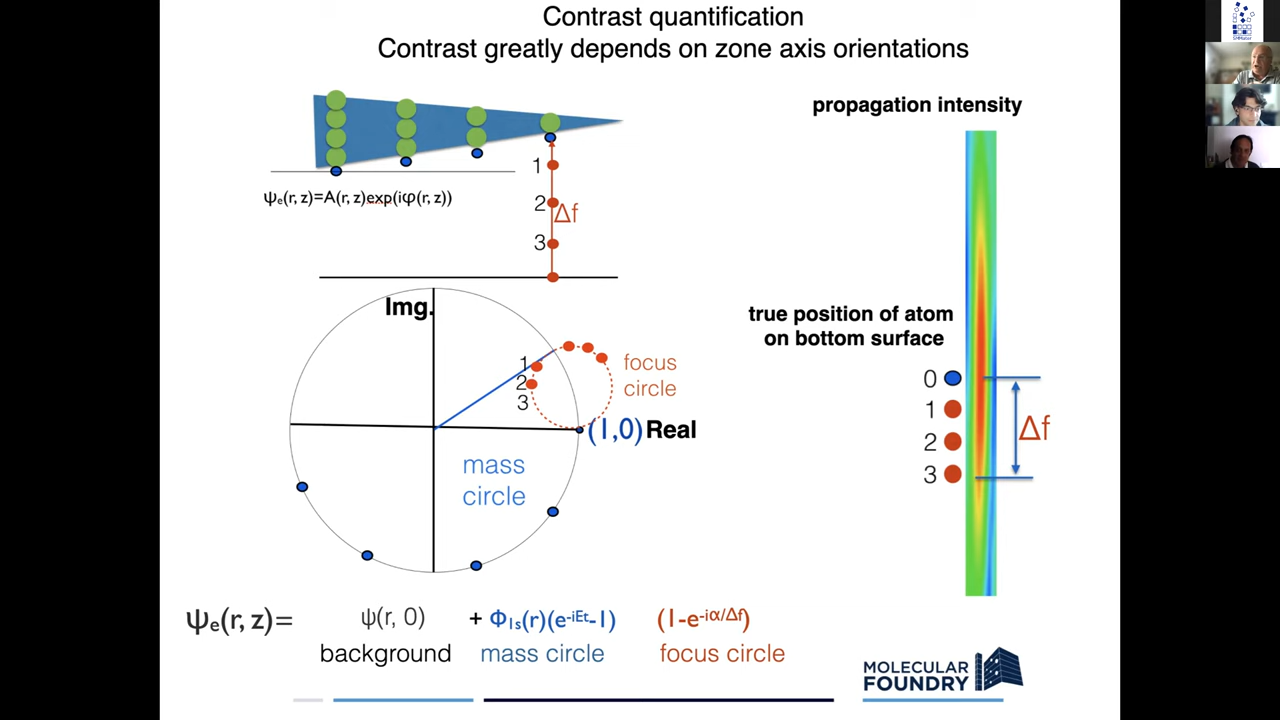 Contrast quantification
Contrast greatly depends on zone axis orientations
propagation intensity
1
2
Δf
3
ψe(r, z)=A(r, z)exp(iφ(r, z))
Img.
1
2
3
focus
circle
(1,0) Real
mass
circle
true position of atom
on bottom surface
0
1
2
3
Δf
ψe(r, z)= ψ(r, 0) + Φ1s(r)(e-iEt-1) (1-e-iα/Δf)
background mass circle focus circle
MOLECULAR
FOUNDRY